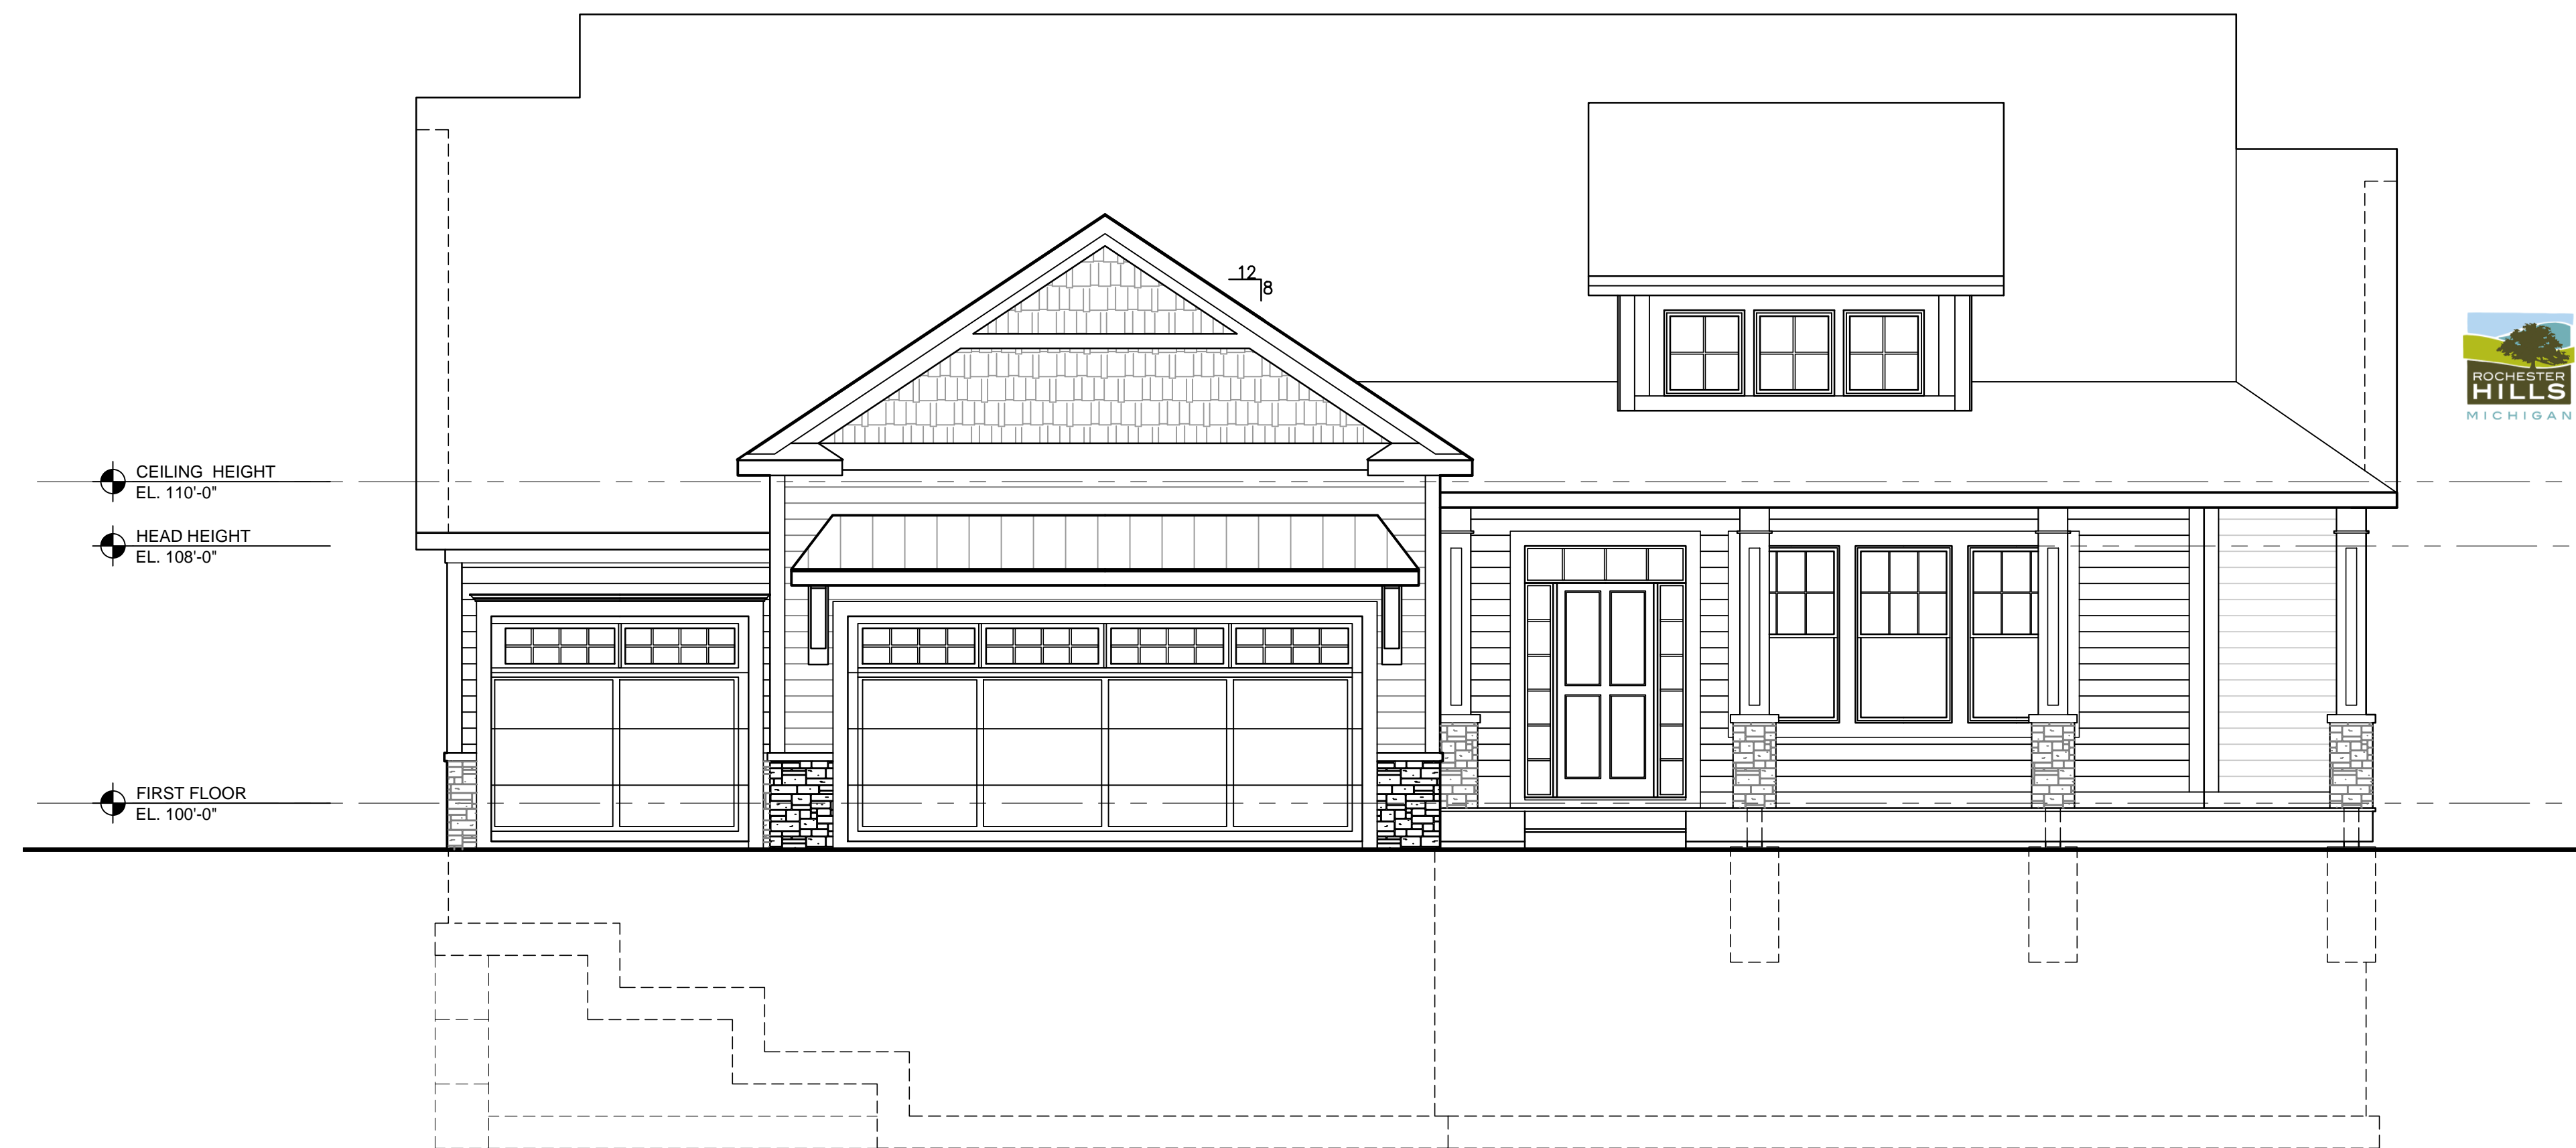 12
8
ROCHESTER
HILLS
MICHIGAN
CEILING HEIGHT
EL. 110'-0"
HEAD HEIGHT
EL. 108'-0"
FIRST FLOOR
EL. 100'-0"